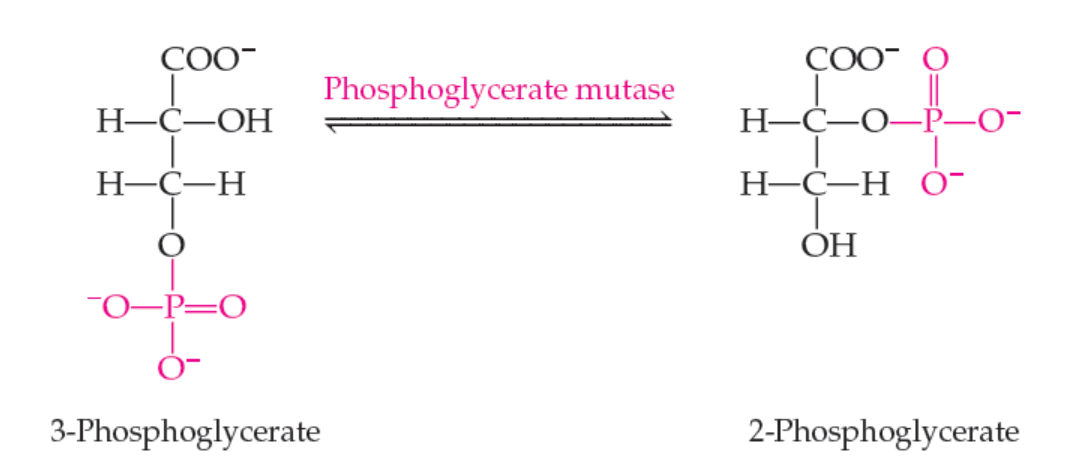 COO⁻
H—C—OH
H—C—H
O
⁻O—P=O
O⁻
3-Phosphoglycerate
Phosphoglycerate mutase
COO⁻ O
H—C—O—P—O⁻
H—C—H O⁻
OH
2-Phosphoglycerate